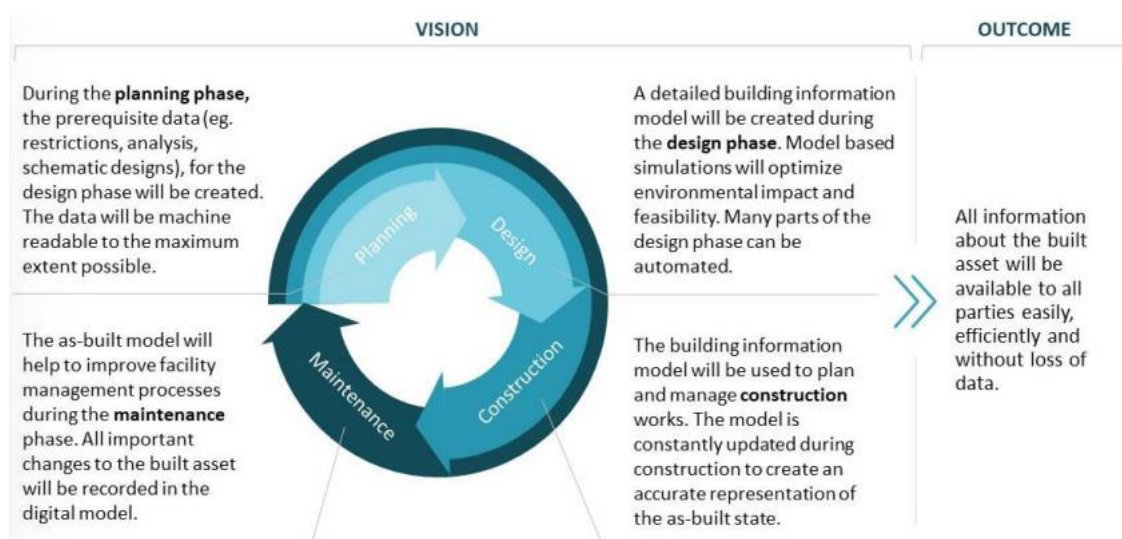 VISION
OUTCOME
During the planning phase,
the prerequisite data (eg.
restrictions, analysis,
schematic designs), for the
design phase will be created.
The data will be machine
readable to the maximum
extent possible.
A detailed building information
model will be created during
the design phase. Model based
simulations will optimize
environmental impact and
feasibility. Many parts of the
design phase can be
automated.
Planning
Design
Construction
Maintenance
The as-built model will
help to improve facility
management processes
during the maintenance
phase. All important
changes to the built asset
will be recorded in the
digital model.
The building information
model will be used to plan
and manage construction
works. The model is
constantly updated during
construction to create an
accurate representation of
the as-built state.
All information
about the built
asset will be
available to all
parties easily,
efficiently and
without loss of
data.